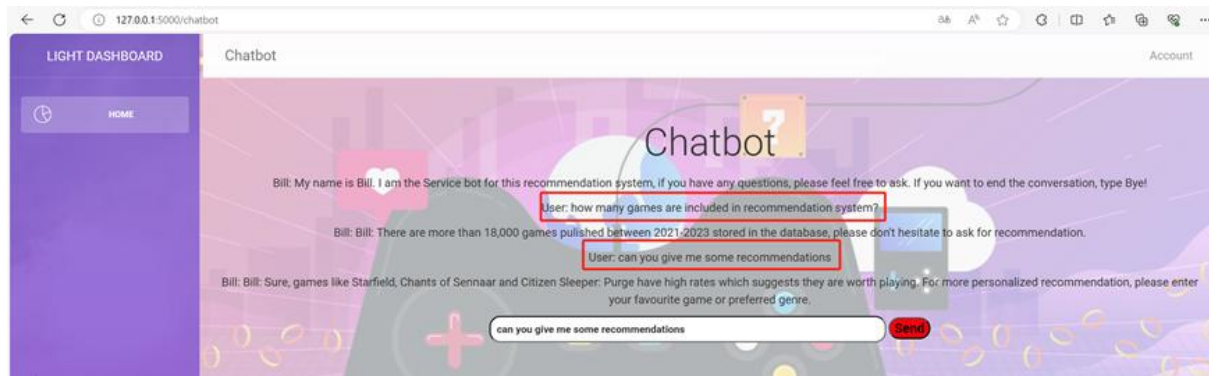 127.0.0.1:5000/chatbot
LIGHT DASHBOARD
Chatbot
Account
HOME
?
Chatbot
Bill: My name is Bill. I am the Service bot for this recommendation system, if you have any questions, please feel free to ask. If you want to end the conversation, type Bye!
User: how many games are included in recommendation system?
Bill: Bill: There are more than 18,000 games pulished between 2021-2023 stored in the database, please don't hesitate to ask for recommendation.
User: can you give me some recommendations
Bill: Bill: Sure, games like Starfield, Chants of Sennaar and Citizen Sleeper: Purge have high rates which suggests they are worth playing. For more personalized recommendation, please enter
your favourite game or preferred genre.
can you give me some recommendations
Send